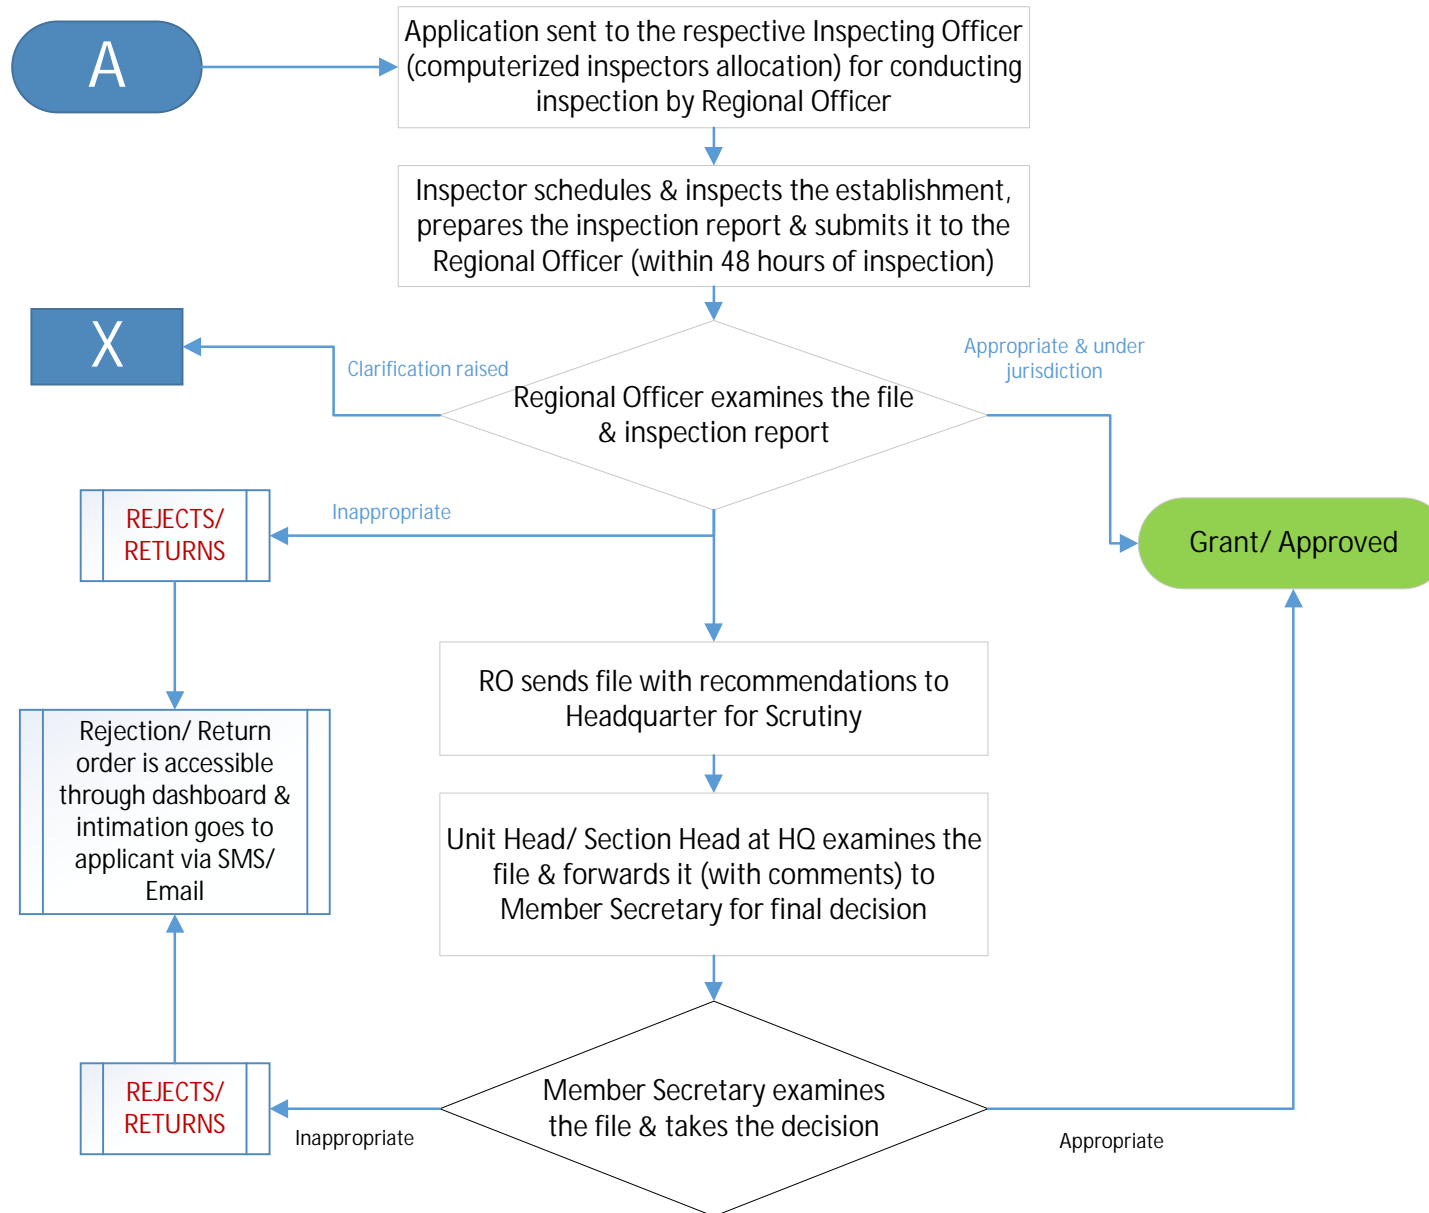 A
Application sent to the respective Inspecting Officer
(computerized inspectors allocation) for conducting
inspection by Regional Officer
Inspector schedules & inspects the establishment,
prepares the inspection report & submits it to the
Regional Officer (within 48 hours of inspection)
X
Clarification raised
Appropriate & under
jurisdiction
Regional Officer examines the file
& inspection report
REJECTS/
RETURNS
Inappropriate
Grant/ Approved
RO sends file with recommendations to
Headquarter for Scrutiny
Rejection/ Return
order is accessible
through dashboard &
intimation goes to
applicant via SMS/
Email
Unit Head/ Section Head at HQ examines the
file & forwards it (with comments) to
Member Secretary for final decision
REJECTS/
RETURNS
Inappropriate
Member Secretary examines
the file & takes the decision
Appropriate